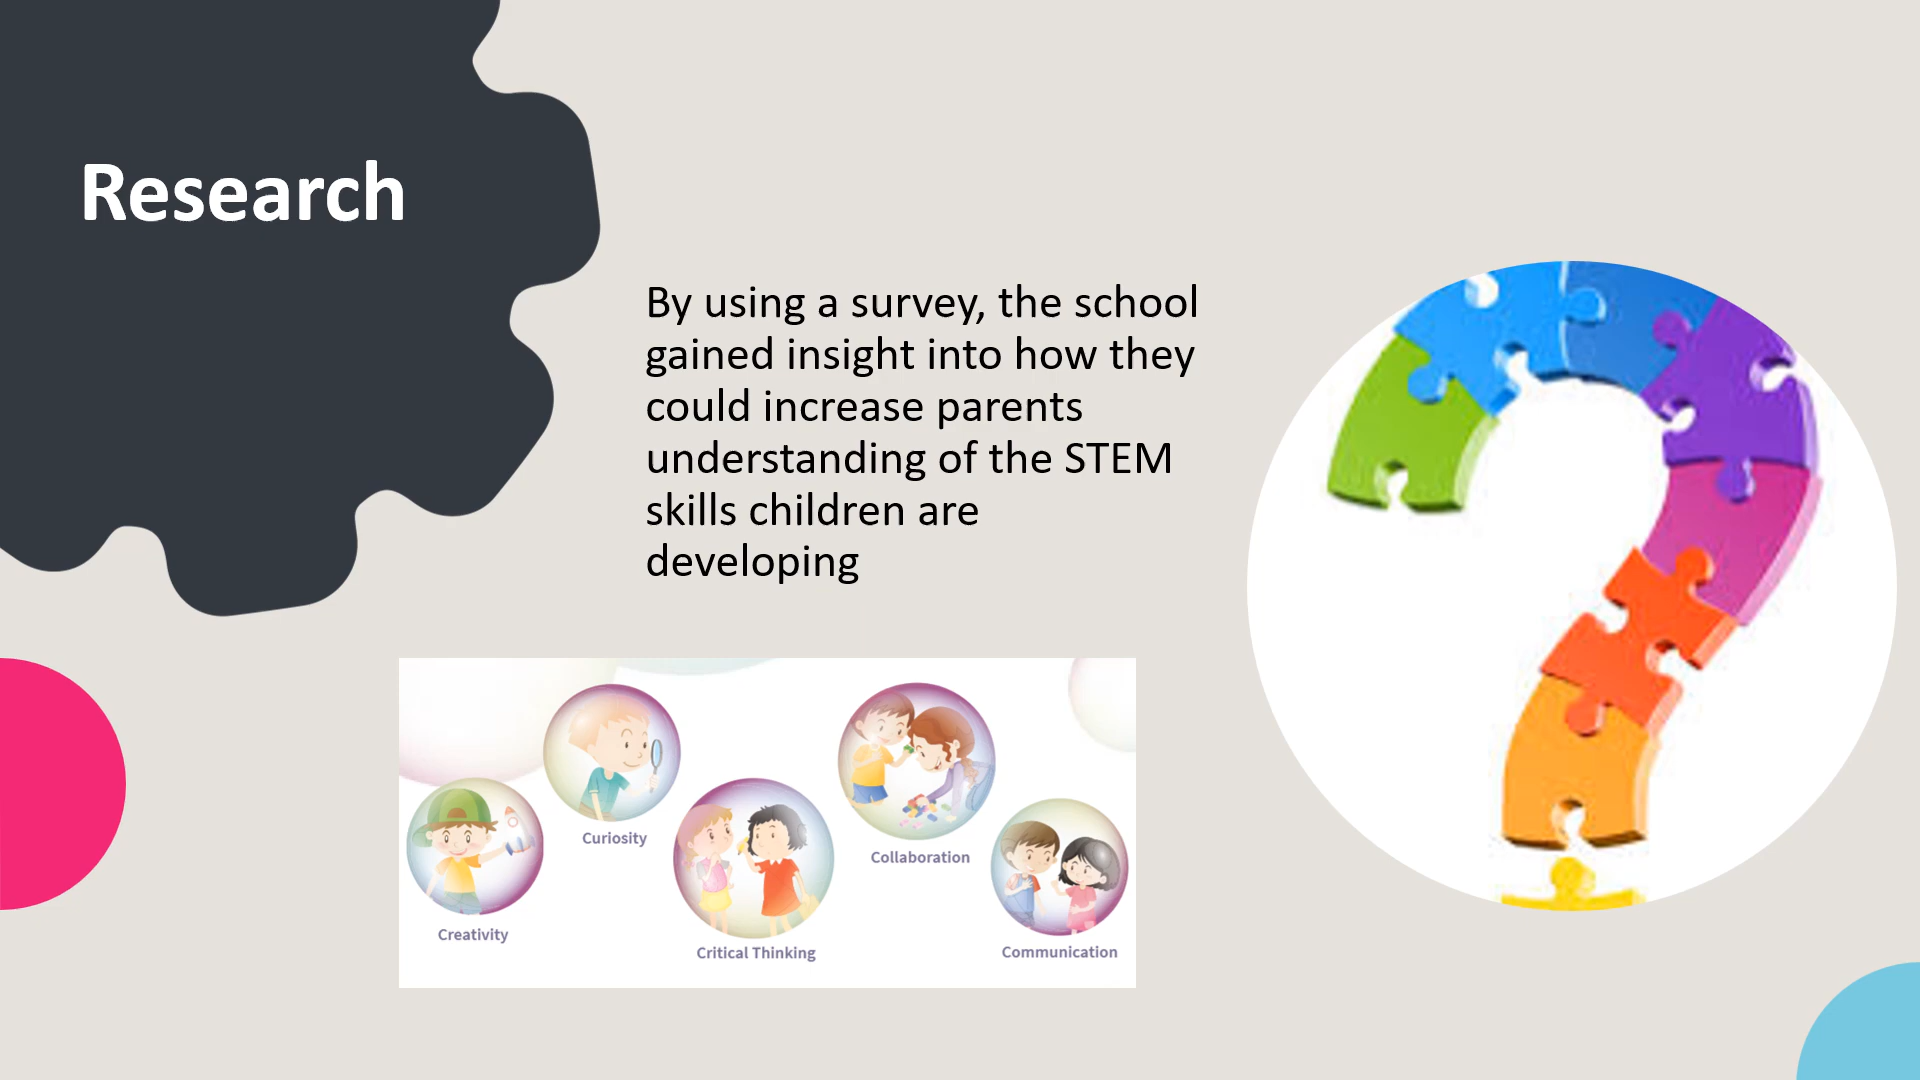 Research
By using a survey, the school
gained insight into how they
could increase parents
understanding of the STEM
skills children are
developing
Creativity
Curiosity
Critical Thinking
Collaboration
Communication